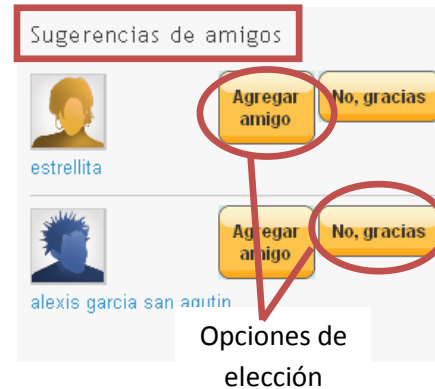 Sugerencias de amigos
Agregar amigo
No, gracias
estrellita
Agregar amigo
No, gracias
alexis garcia san agutin
Opciones de
elección